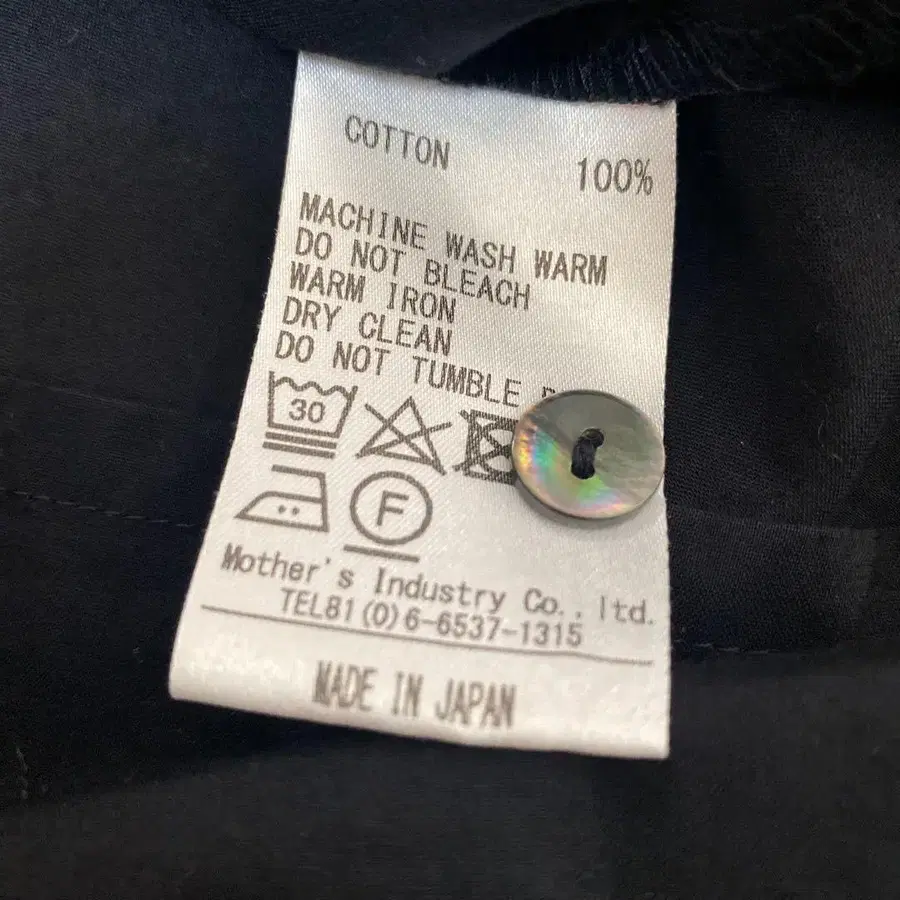 COTTON 100%
MACHINE WASH WARM
DO NOT BLEACH
WARM IRON
DRY CLEAN
DO NOT TUMBLE
30
F
Mother's Industry Co., ltd.
TEL81(0)6-6537-1315
MADE IN JAPAN